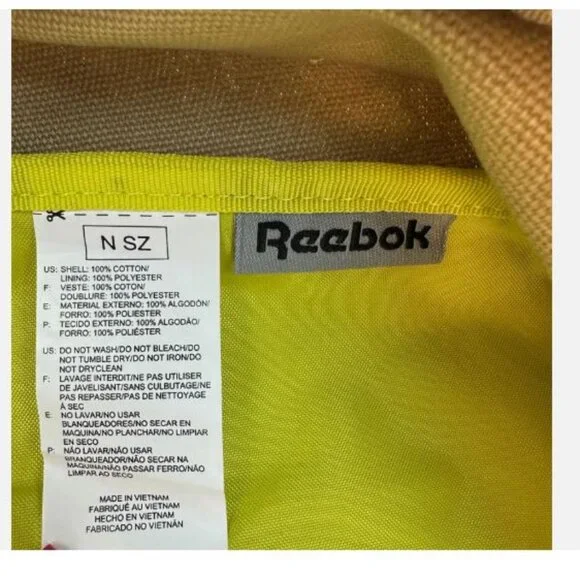 N SZ
Reebok
US: SHELL: 100% COTTON/
LINING: 100% POLYESTER
F: VESTE: 100% COTON/
DOUBLURE: 100% POLYESTER
E: MATERIAL EXTERNO: 100% ALGODÓN/
FORRO: 100% POLIESTER
P: TECIDO EXTERNO: 100% ALGODÃO/
FORRO: 100% POLIÉSTER
US: DO NOT WASH/DO NOT BLEACH/DO
NOT TUMBLE DRY/DO NOT IRON/DO
NOT DRYCLEAN
F: LAVAGE INTERDIT/NE PAS UTILISER
DE JAVELISANT/SANS CULBUTAGE/NE
PAS REPASSER/PAS DE NETTOYAGE
À SEC
E: NO LAVAR/NO USAR
BLANQUEADORES/NO SECAR EN
MAQUINA/NO PLANCHAR/NO LIMPIAR
EN SECO
P: NÃO LAVAR/NÃO USAR
BRANQUEADOR/NÃO SECAR NA
MAQUINA/NÃO PASSAR FERRO/NÃO
LIMPAR AO SECO
MADE IN VIETNAM
FABRIQUÉ AU VIETNAM
HECHO EN VIETNAM
FABRICADO NO VIETNÁN